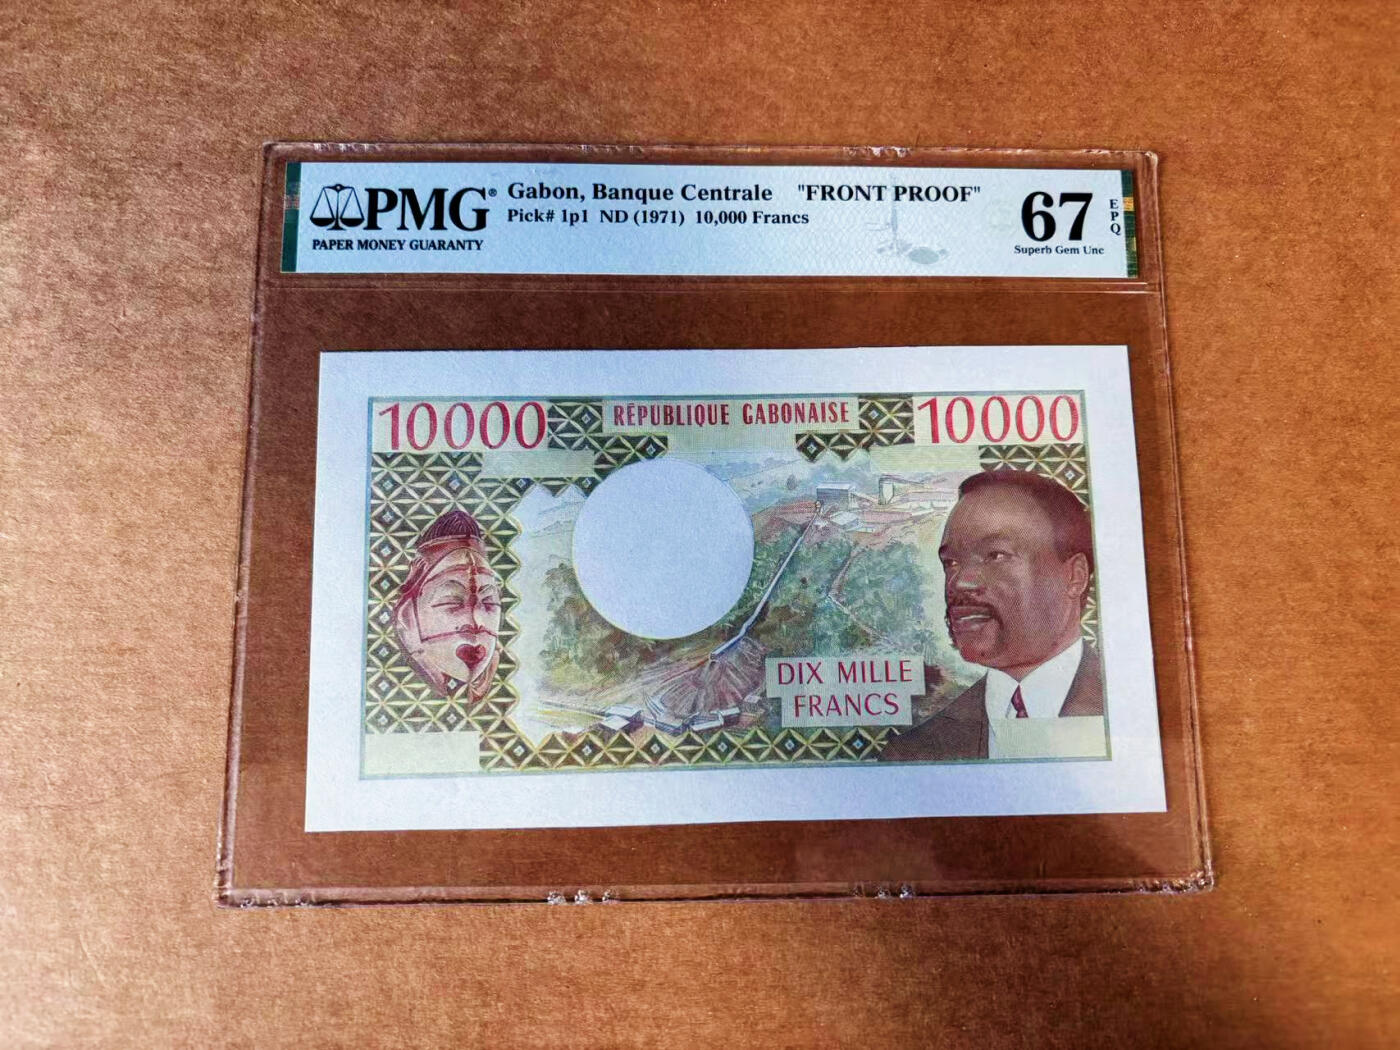 PMG®
PAPER MONEY GUARANTY
Gabon, Banque Centrale "FRONT PROOF"
Pick# 1p1 ND (1971) 10,000 Francs
67
EPQ
Superb Gem Unc
10000
RÉPUBLIQUE GABONAISE
10000
DIX MILLE
FRANCS